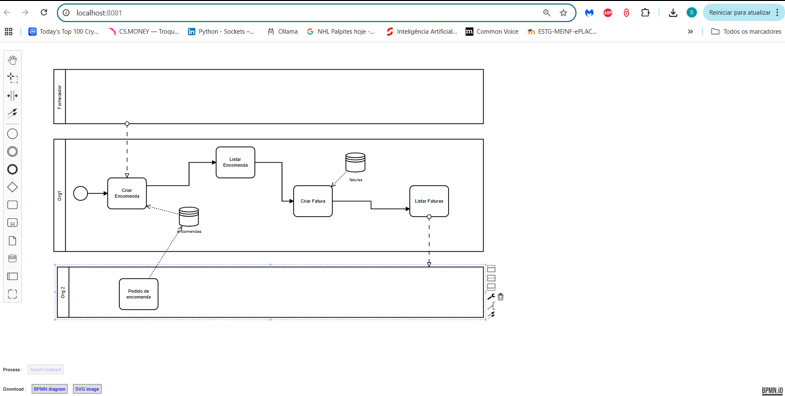 localhost:8081
Reiniciar para atualizar
Today's Top 100 Cry...
CS.MONEY — Troqu...
Python - Sockets –...
Ollama
NHL Palpites hoje -...
Inteligência Artificial...
Common Voice
ESTG-MEINF-ePLAC...
»
Todos os marcadores
Fornecedor
Org1
Criar
Encomenda
Listar
Encomenda
encomendas
Criar Fatura
faturas
Listar Faturas
Org 2
Pedido de
encomenda
Process :
Smart Contract
Download :
BPMN diagram
SVG image
BPMN.iO